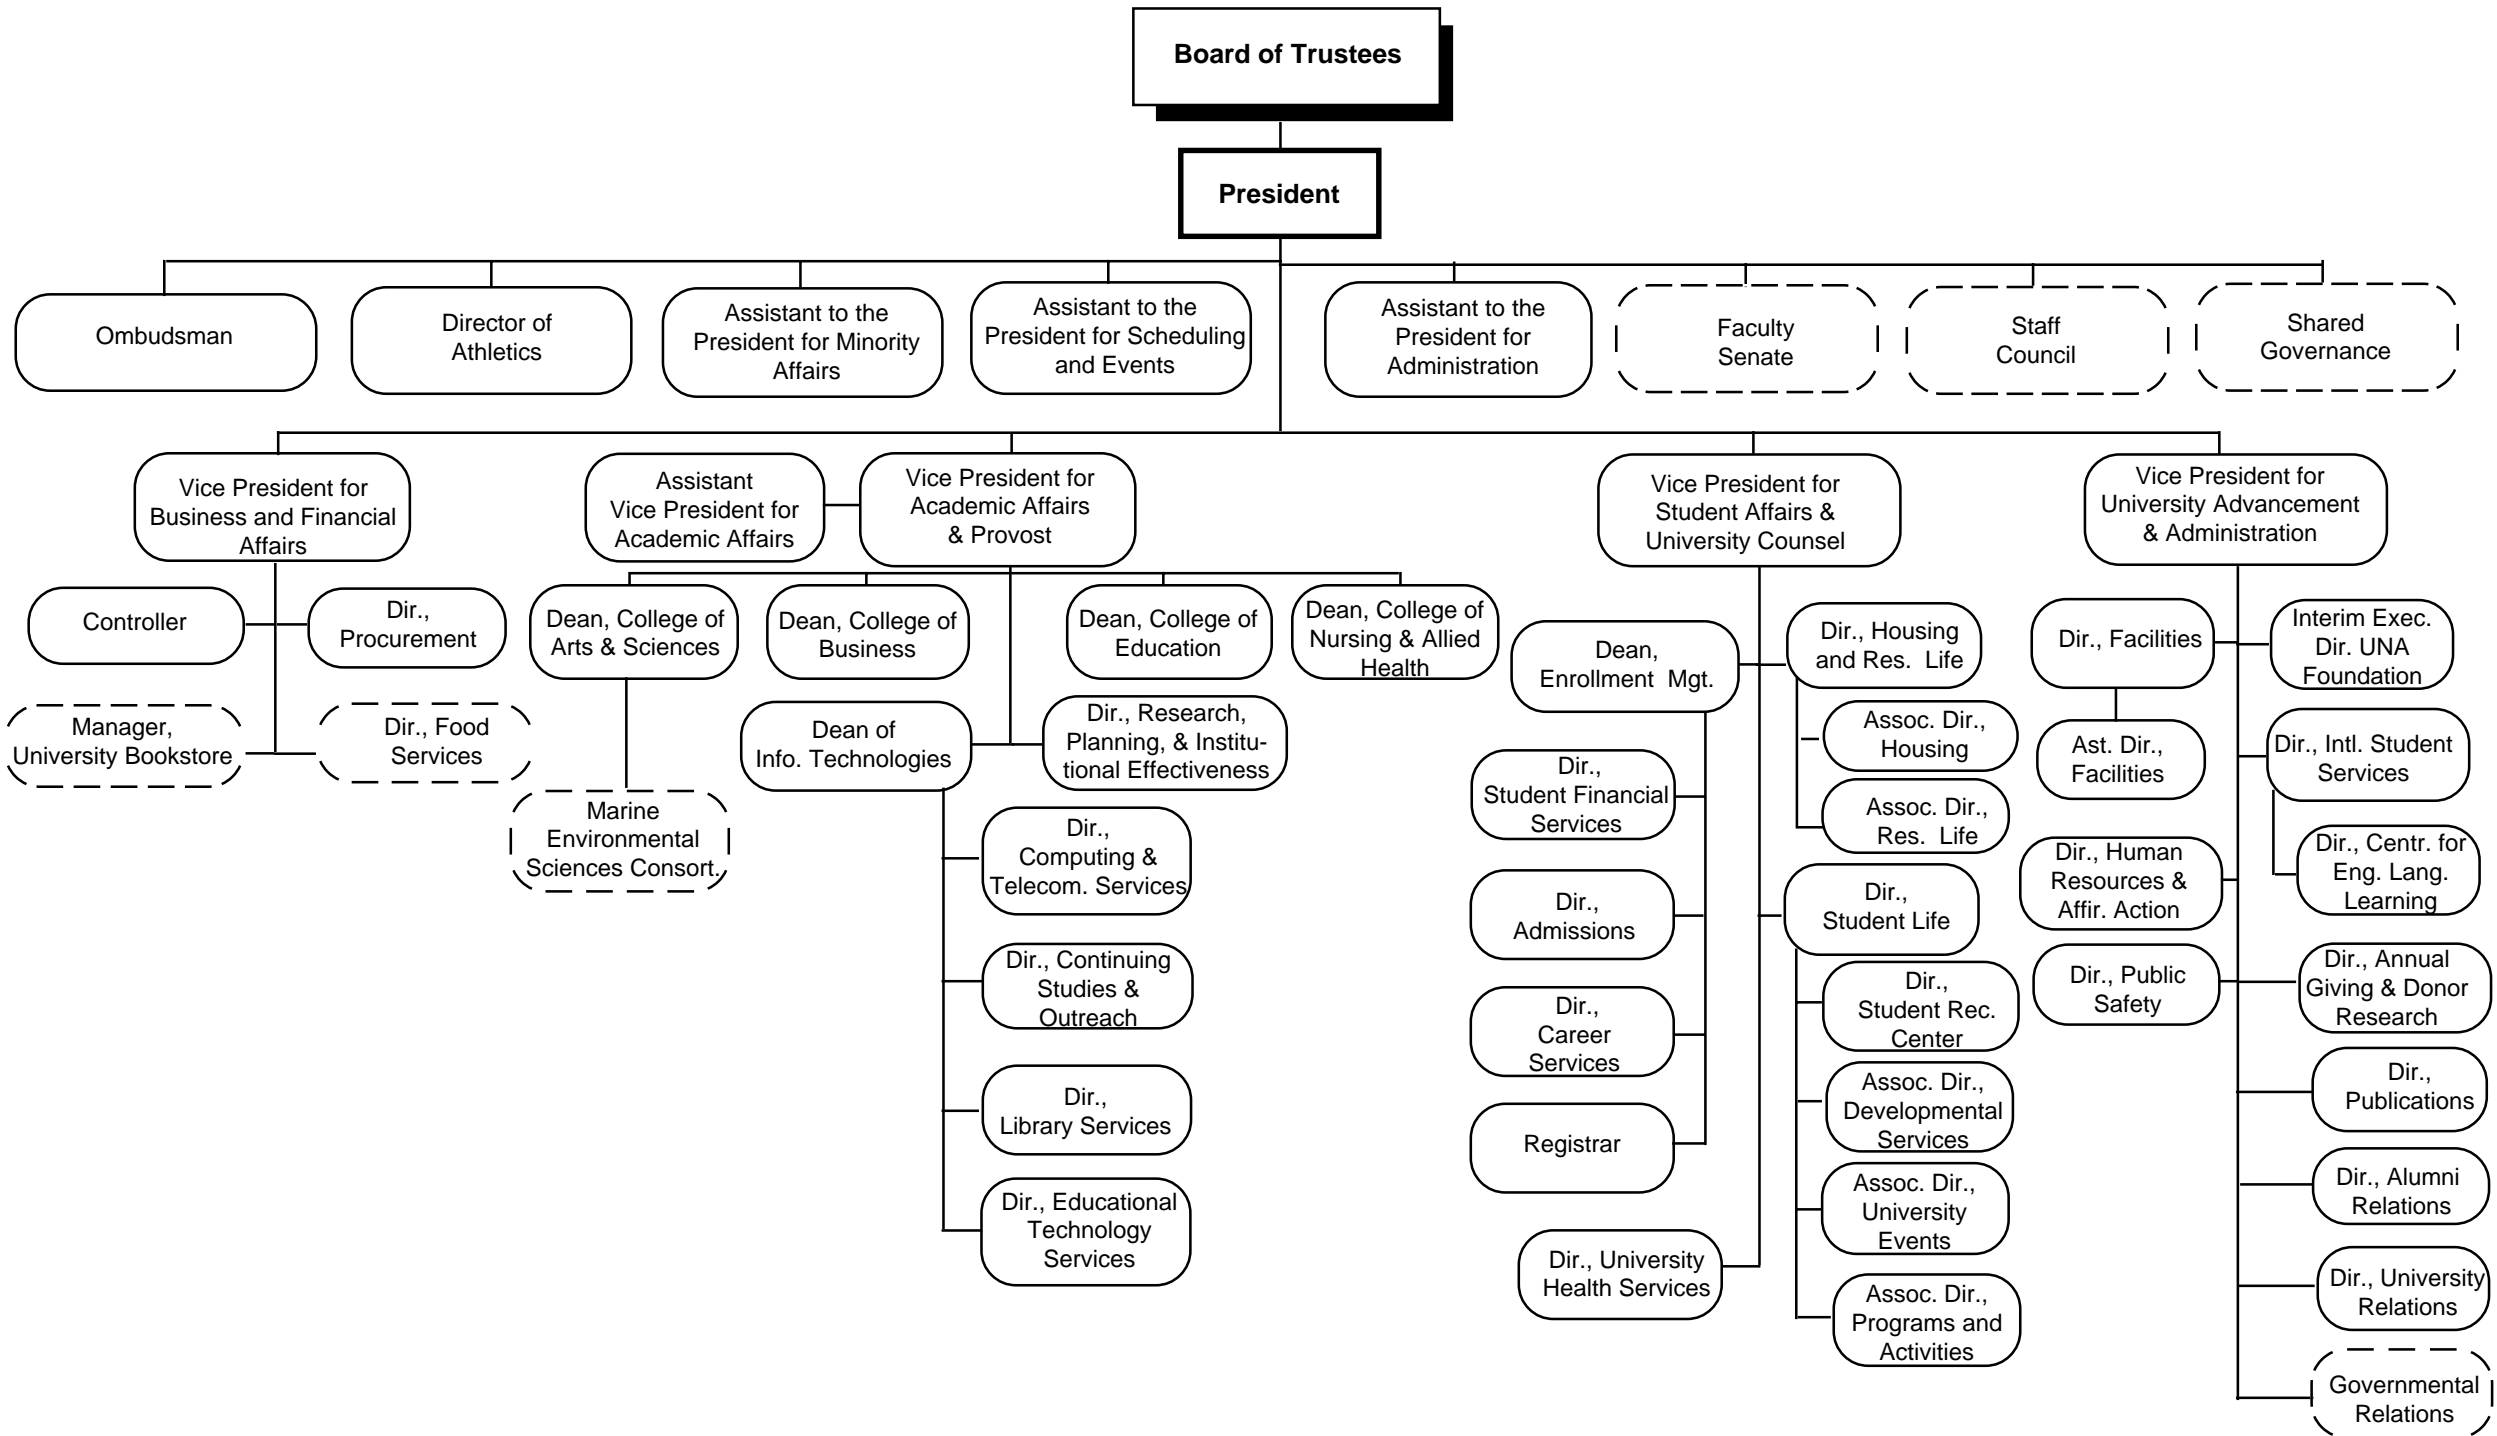 Board of Trustees
President
Ombudsman
Director of
Athletics
Assistant to the
President for Minority
Affairs
Assistant to the
President for Scheduling
and Events
Assistant to the
President for
Administration
Faculty
Senate
Staff
Council
Shared
Governance
Vice President for
Business and Financial
Affairs
Assistant
Vice President for
Academic Affairs
Vice President for
Academic Affairs
& Provost
Vice President for
Student Affairs &
University Counsel
Vice President for
University Advancement
& Administration
Controller
Dir.,
Procurement
Manager,
University Bookstore
Dir., Food
Services
Dean, College of
Arts & Sciences
Dean, College of
Business
Dean, College of
Education
Dean, College of
Nursing & Allied
Health
Marine
Environmental
Sciences Consort.
Dean of
Info. Technologies
Dir., Research,
Planning, & Institu-
tional Effectiveness
Dir.,
Computing &
Telecom. Services
Dir., Continuing
Studies &
Outreach
Dir.,
Library Services
Dir., Educational
Technology
Services
Dean,
Enrollment  Mgt.
Dir.,
Student Financial
Services
Dir.,
Admissions
Dir.,
Career
Services
Registrar
Dir., University
Health Services
Dir., Housing
and Res.  Life
Assoc. Dir.,
Housing
Assoc. Dir.,
Res.  Life
Dir.,
Student Life
Dir.,
Student Rec.
Center
Assoc. Dir.,
Developmental
Services
Assoc. Dir.,
University
Events
Assoc. Dir.,
Programs and
Activities
Dir., Facilities
Ast. Dir.,
Facilities
Dir., Human
Resources &
Affir. Action
Dir., Public
Safety
Interim Exec.
Dir. UNA
Foundation
Dir., Intl. Student
Services
Dir., Centr. for
Eng. Lang.
Learning
Dir., Annual
Giving & Donor
Research
Dir.,
Publications
Dir., Alumni
Relations
Dir., University
Relations
Governmental
Relations